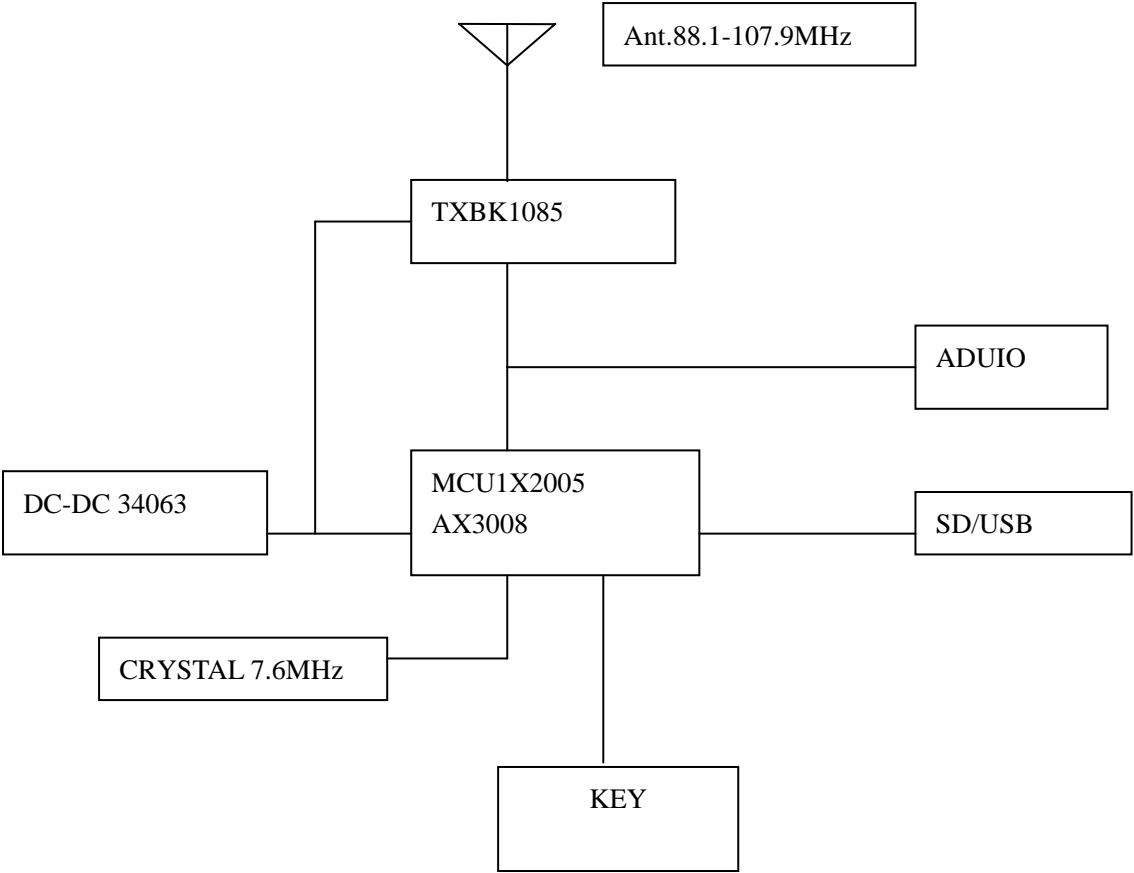 Ant.88.1-107.9MHz
TXBK1085
ADUIO
MCU1X2005
AX3008
DC-DC 34063
SD/USB
CRYSTAL 7.6MHz
KEY